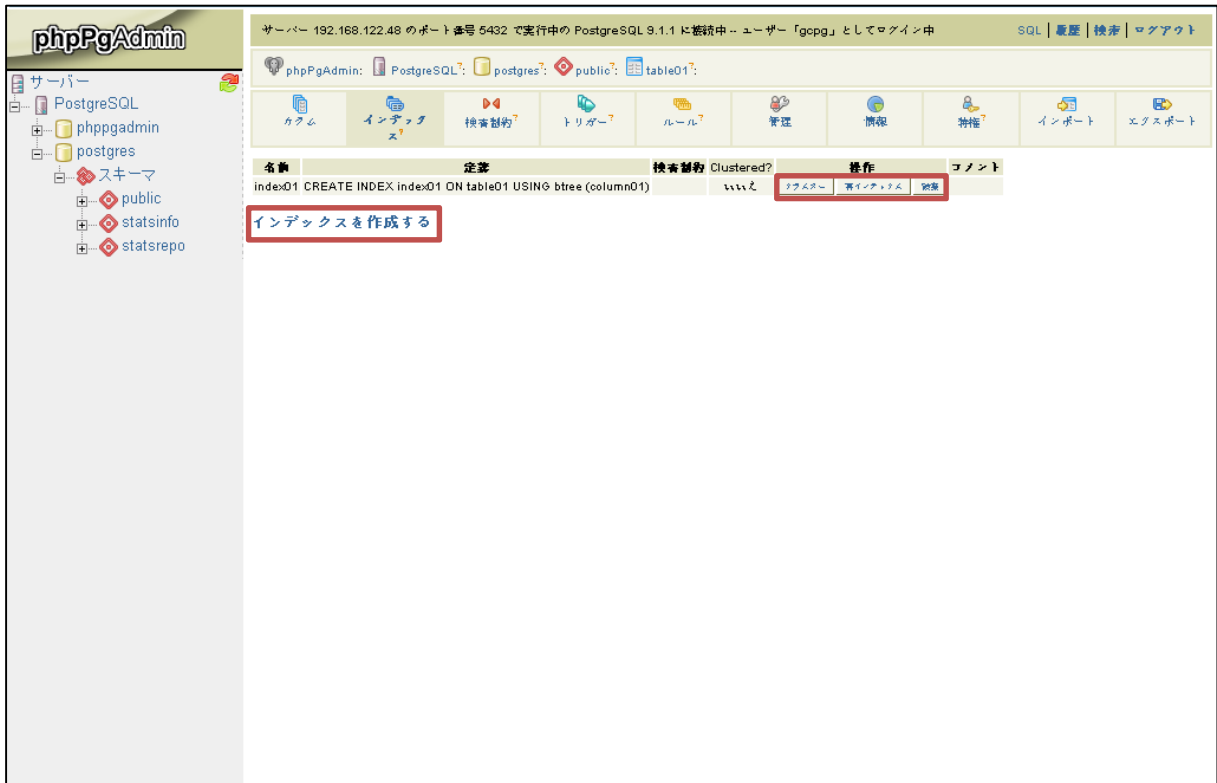 phpPgAdmin
サーバー 192.168.122.48 のポート番号 5432 で実行中の PostgreSQL 9.1.1 に接続中 -- ユーザー「gcpg」としてログイン中
SQL | 履歴 | 検索 | ログアウト
phpPgAdmin: PostgreSQL?: postgres?: public?: table01?:
カラム
インデックス?
検査制約?
トリガー?
ルール?
管理
情報
特権?
インポート
エクスポート
サーバー
PostgreSQL
phppgadmin
postgres
スキーマ
public
statsinfo
statsrepo
名前 定義 検査制約 Clustered? 操作 コメント
index01 CREATE INDEX index01 ON table01 USING btree (column01) いいえ クラスター 再インデックス 破棄
インデックスを作成する